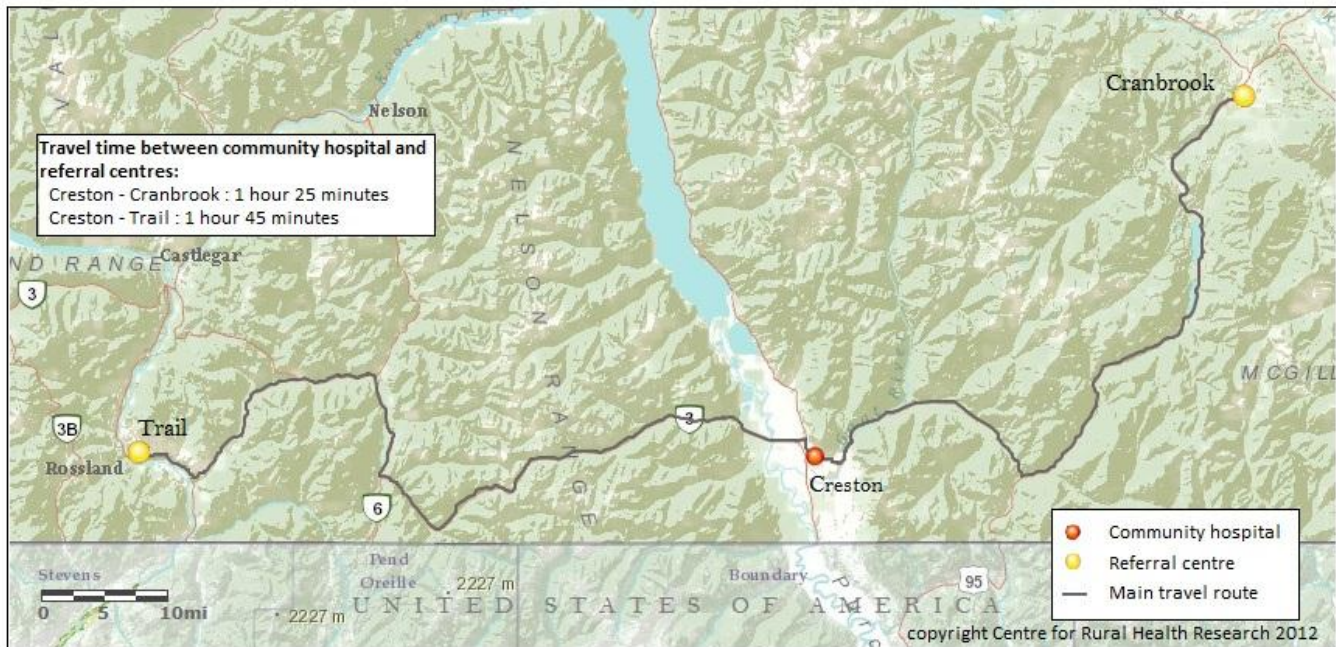 VAL
Kootenay
Cranbrook
Nelson
Travel time between community hospital and
referral centres:
Creston - Cranbrook : 1 hour 25 minutes
Creston - Trail : 1 hour 45 minutes
NELSON RANGE
Castlegar
ND RANGE
3
MCGILL
3
3B
Trail
Rossland
Creston
6
Community hospital
Referral centre
Main travel route
Stevens
Pend
Oreille
2227 m
Boundary
95
0 5 10mi
2227 m
UNITED STATES OF AMERICA
copyright Centre for Rural Health Research 2012